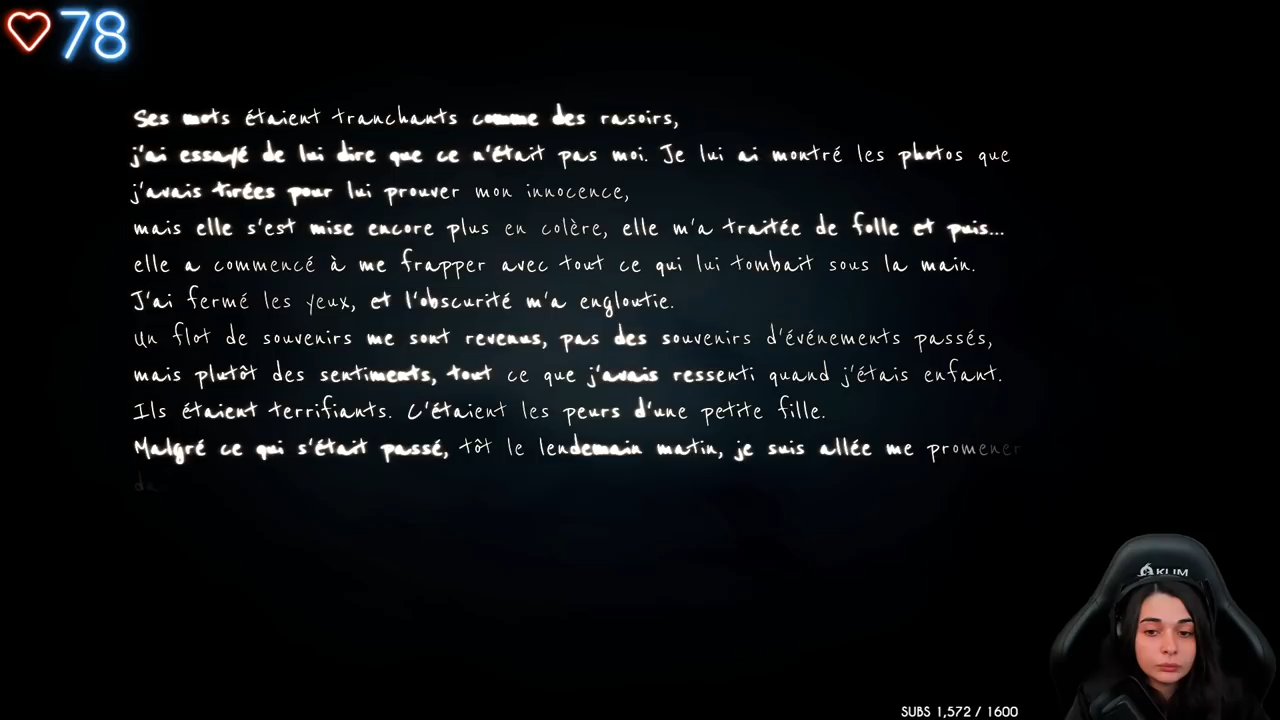 78
Ses mots étaient tranchants comme des rasoirs,
j'ai essayé de lui dire que ce n'était pas moi. Je lui ai montré les photos que
j'avais tirées pour lui prouver mon innocence,
mais elle s'est mise encore plus en colère, elle m'a traitée de folle et puis...
elle a commencé à me frapper avec tout ce qui lui tombait sous la main.
J'ai fermé les yeux, et l'obscurité m'a engloutie.
Un flot de souvenirs me sont revenus, pas des souvenirs d'événements passés,
mais plutôt des sentiments, tout ce que j'avais ressenti quand j'étais enfant.
Ils étaient terrifiants. C'étaient les peurs d'une petite fille.
Malgré ce qui s'était passé, tôt le lendemain matin, je suis allée me promener
KLIM
SUBS 1,572 / 1600